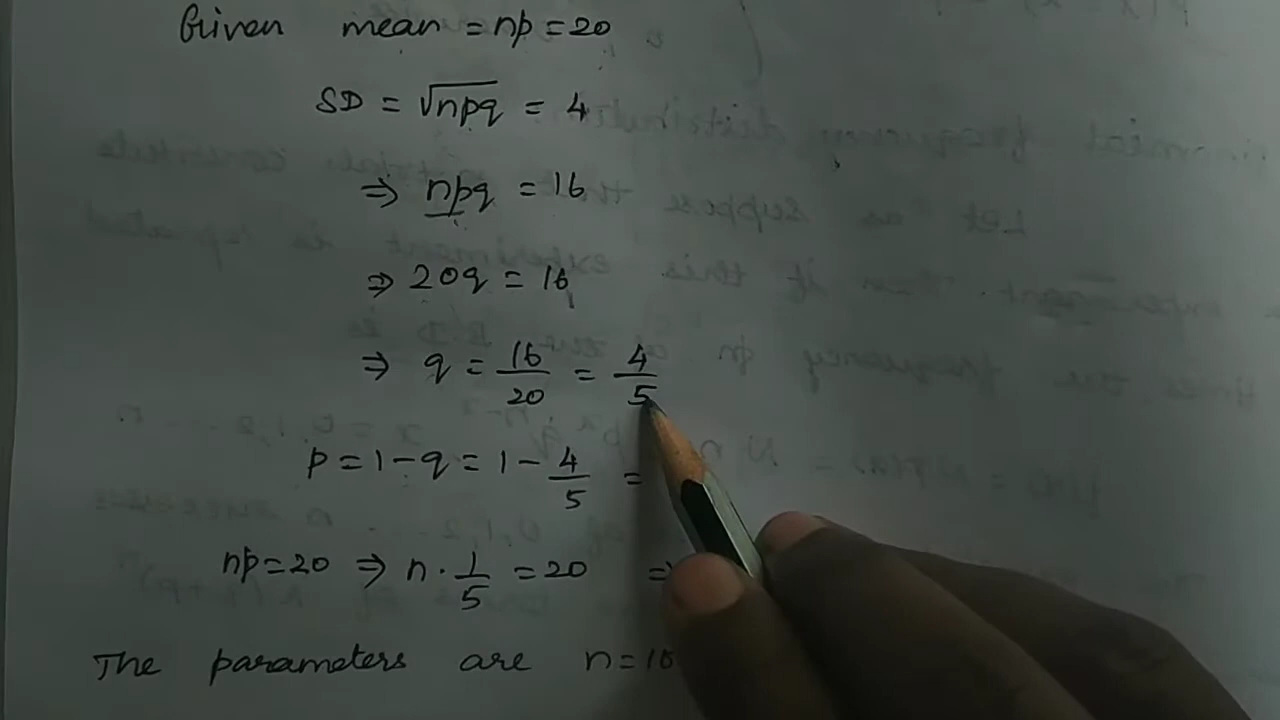 Given mean = np = 20
SD = √npq = 4
⇒ npq = 16
⇒ 20q = 16
⇒ q = 16/20 = 4/5
p = 1 - q = 1 - 4/5 =
np = 20 ⇒ n · 1/5 = 20 ⇒
The parameters are n = 10